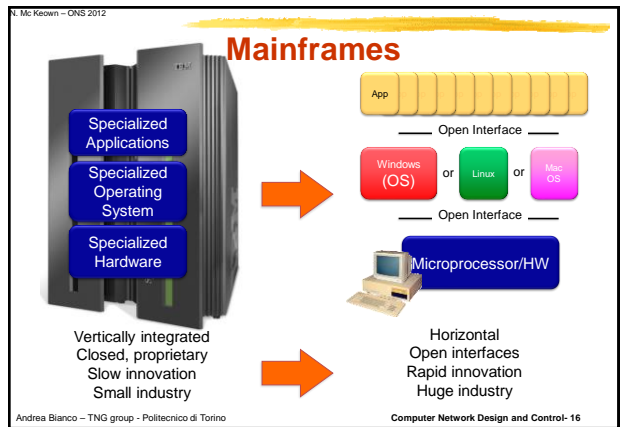 N. Mc Keown – ONS 2012
Mainframes
Specialized
Applications
Specialized
Operating
System
Specialized
Hardware
App
Open Interface
Windows
(OS)
or
Linux
or
Mac
OS
Open Interface
Microprocessor/HW
Vertically integrated
Closed, proprietary
Slow innovation
Small industry
Horizontal
Open interfaces
Rapid innovation
Huge industry
Andrea Bianco – TNG group - Politecnico di Torino
Computer Network Design and Control- 16